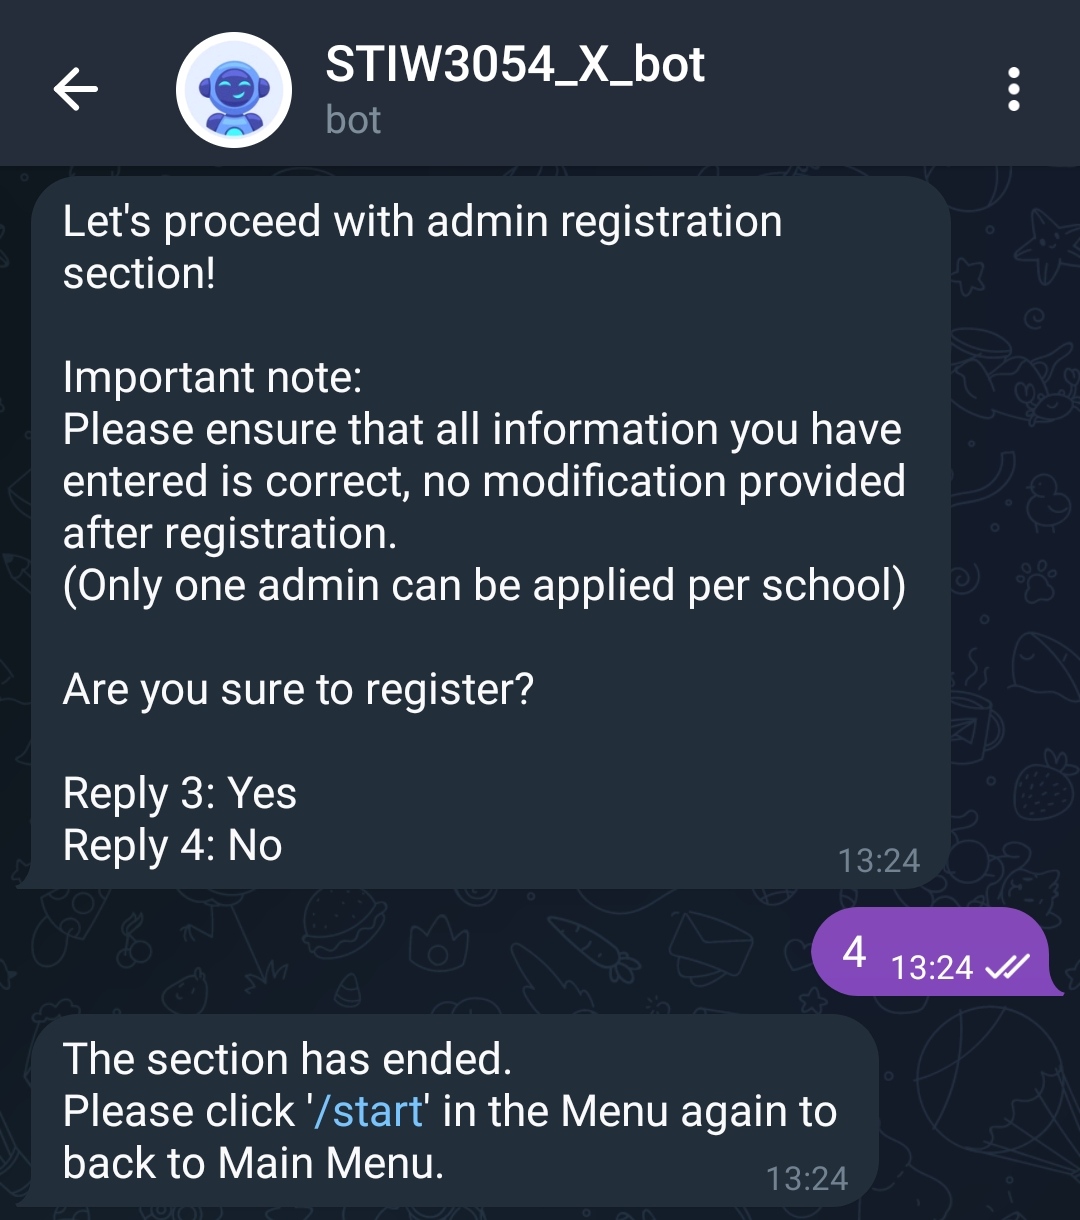 STIW3054_X_bot
bot
Let's proceed with admin registration
section!
Important note:
Please ensure that all information you have
entered is correct, no modification provided
after registration.
(Only one admin can be applied per school)
Are you sure to register?
Reply 3: Yes
Reply 4: No
13:24
4 13:24
The section has ended.
Please click '/start' in the Menu again to
back to Main Menu.
13:24